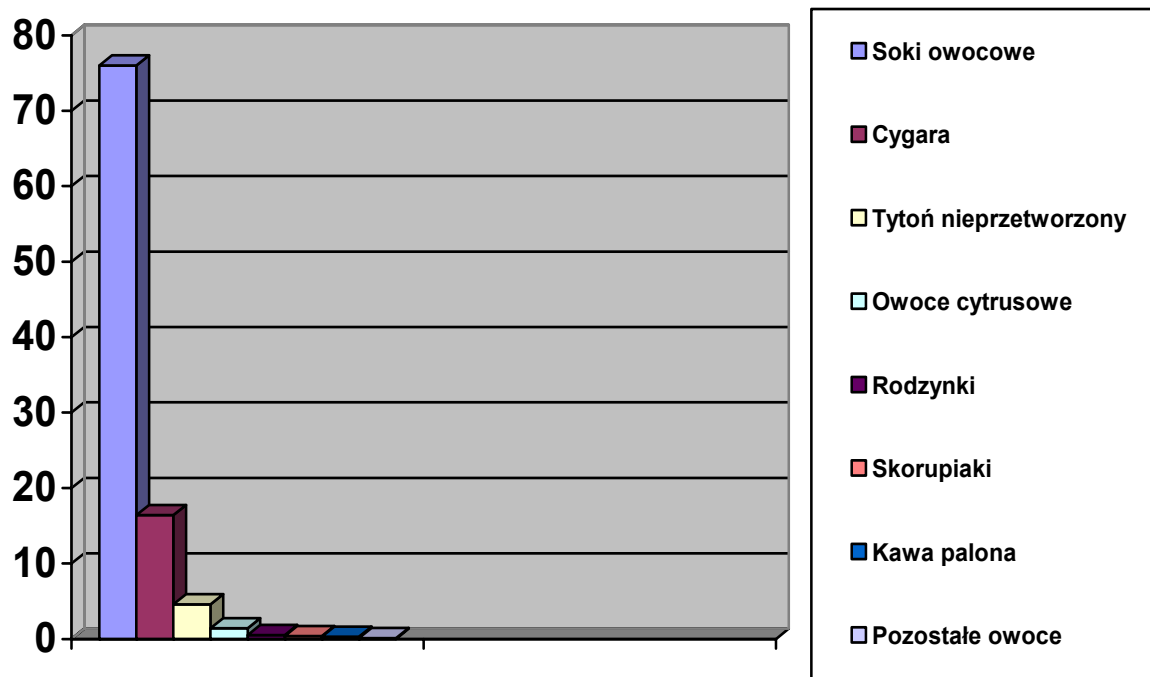 80
70
60
50
40
30
20
10
0
Soki owocowe
Cygara
Tytoń nieprzetworzony
Owoce cytrusowe
Rodzynki
Skorupiaki
Kawa palona
Pozostałe owoce